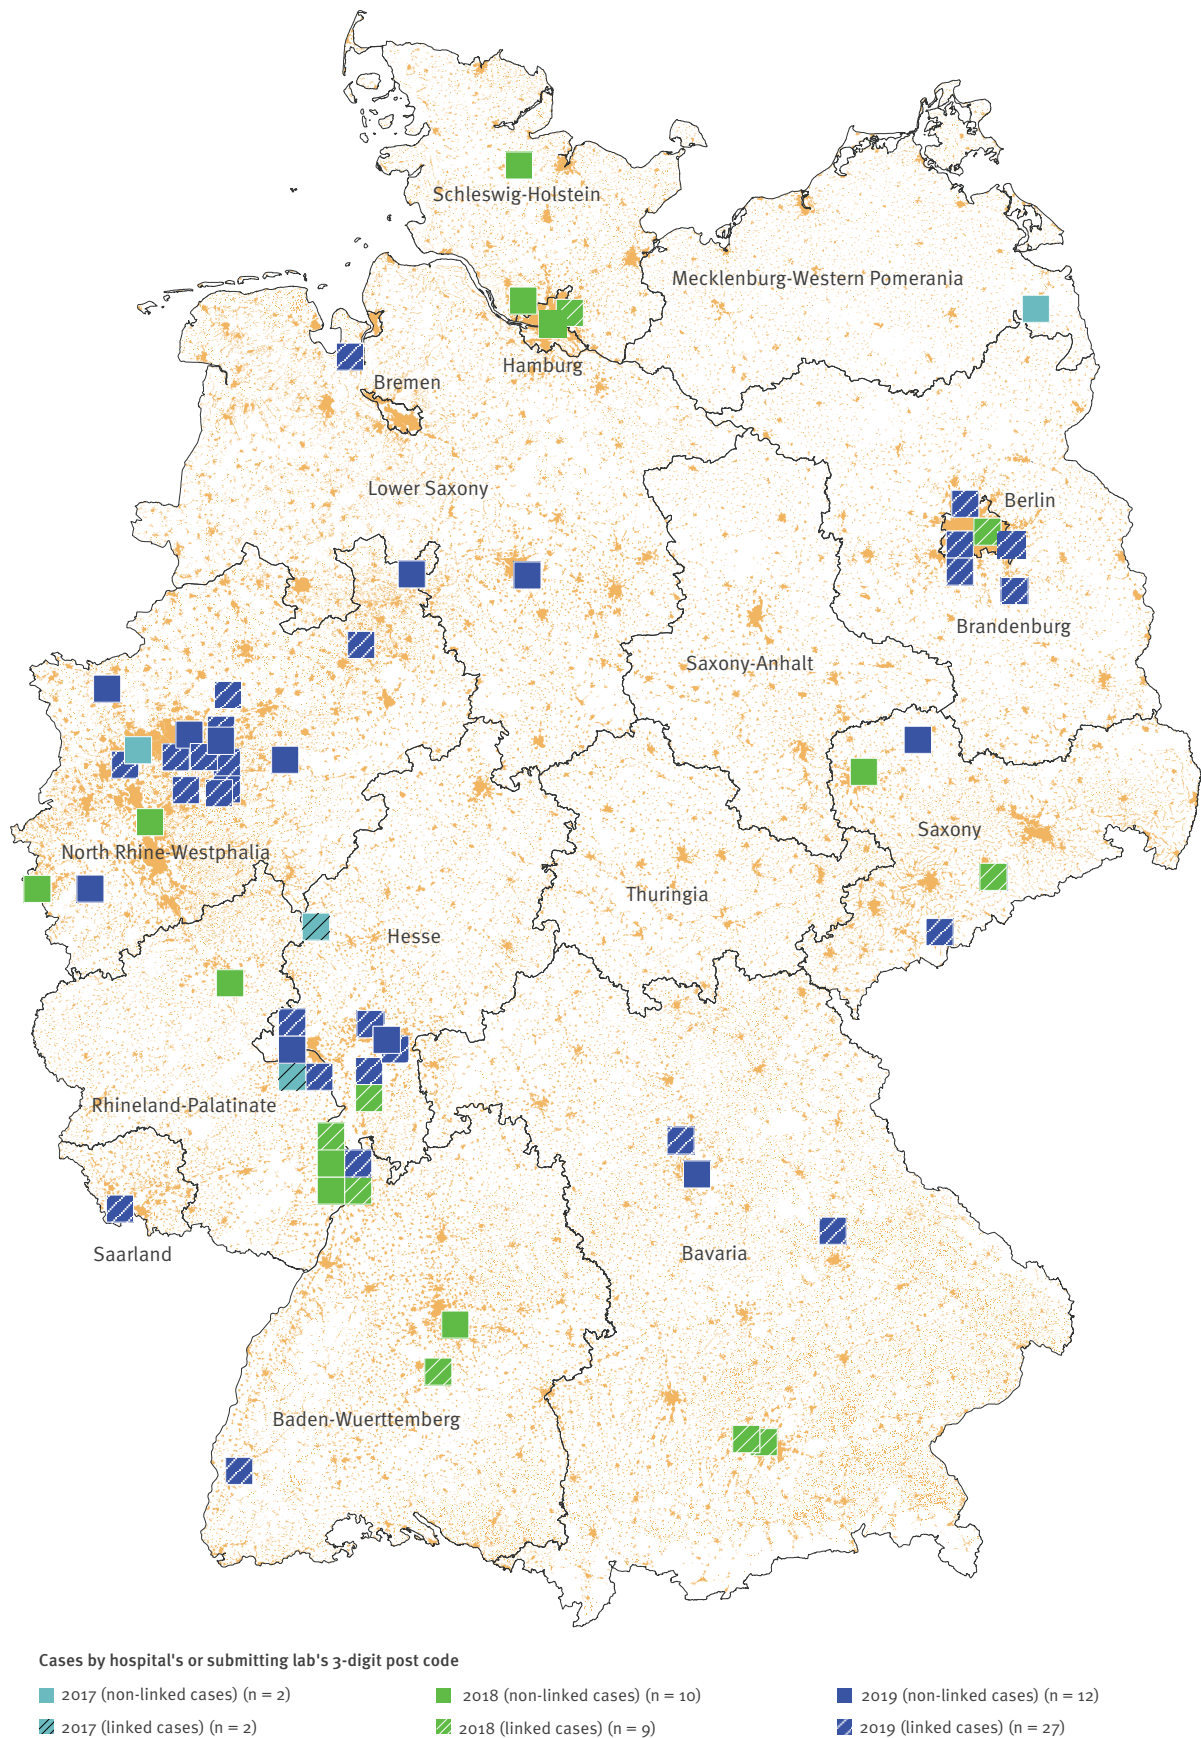 Schleswig-Holstein
Mecklenburg-Western Pomerania
Hamburg
Bremen
Lower Saxony
Berlin
Brandenburg
Saxony-Anhalt
Saxony
North Rhine-Westphalia
Thuringia
Hesse
Rhineland-Palatinate
Saarland
Bavaria
Baden-Wuerttemberg
Cases by hospital's or submitting lab's 3-digit post code
2017 (non-linked cases) (n = 2)
2018 (non-linked cases) (n = 10)
2019 (non-linked cases) (n = 12)
2017 (linked cases) (n = 2)
2018 (linked cases) (n = 9)
2019 (linked cases) (n = 27)